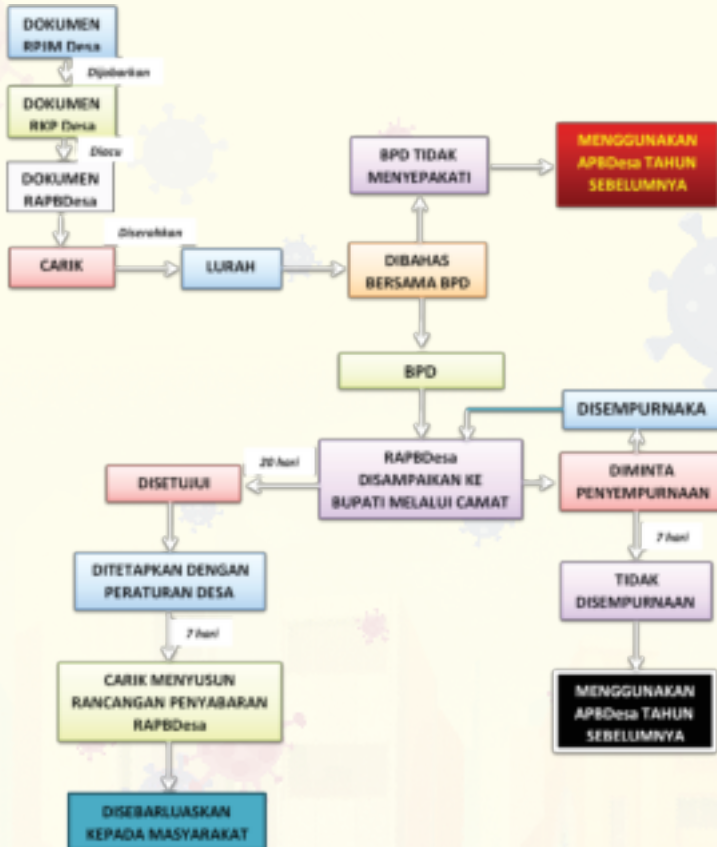 DOKUMEN
RPJM Desa
Dijabarkan
DOKUMEN
RKP Desa
Diacu
DOKUMEN
RAPBDesa
Diserahkan
CARIK
LURAH
DIBAHAS
BERSAMA BPD
BPD TIDAK
MENYEPAKATI
MENGGUNAKAN
APBDesa TAHUN
SEBELUMNYA
BPD
RAPBDesa
DISAMPAIKAN KE
BUPATI MELALUI CAMAT
DISEMPURNAKA
DIMINTA
PENYEMPURNAAN
7 hari
TIDAK
DISEMPURNAAN
MENGGUNAKAN
APBDesa TAHUN
SEBELUMNYA
20 hari
DISETUJUI
DITETAPKAN DENGAN
PERATURAN DESA
7 hari
CARIK MENYUSUN
RANCANGAN PENYABARAN
RAPBDesa
DISEBARLUASKAN
KEPADA MASYARAKAT